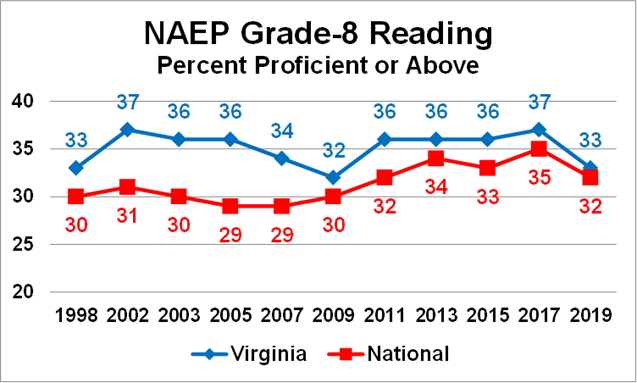 NAEP Grade-8 Reading
Percent Proficient or Above
40
37 36 36 36 36 36 37
33 34 32 33
35
30
30 31 30 29 29 30 32 34 33 35 32
25
20
1998 2002 2003 2005 2007 2009 2011 2013 2015 2017 2019
Virginia National